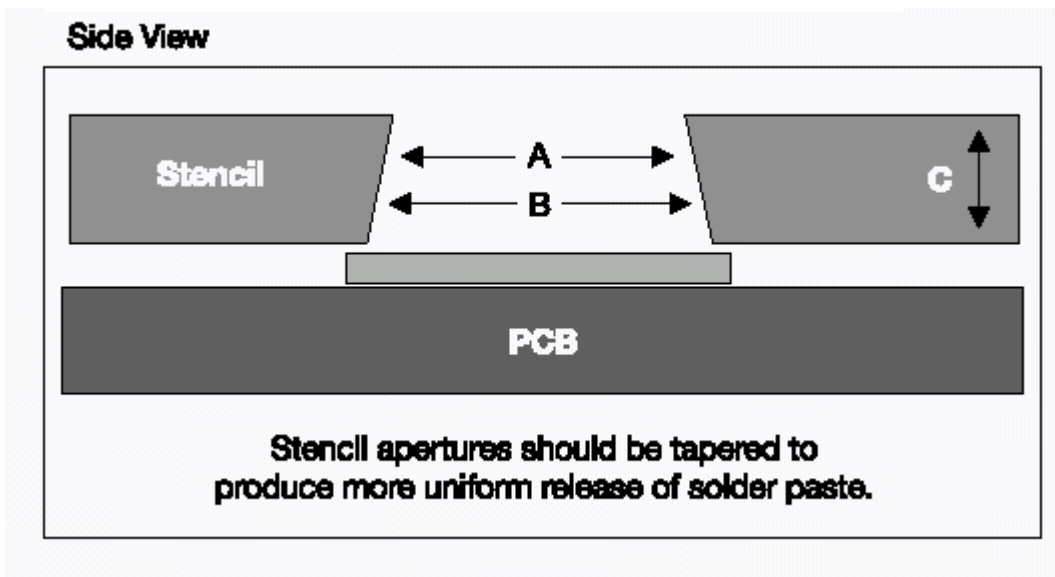 Side View
Stencil
A
B
C
PCB
Stencil apertures should be tapered to
produce more uniform release of solder paste.